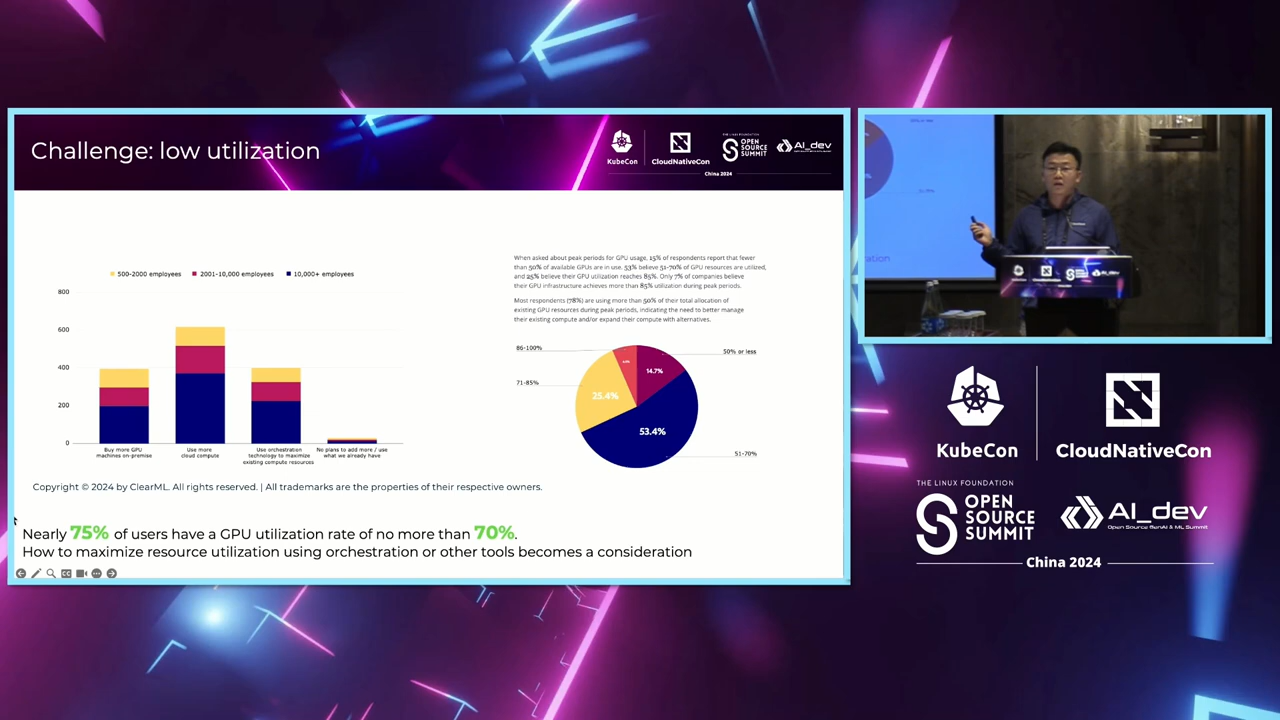 Challenge: low utilization
KubeCon
CloudNativeCon
THE LINUX FOUNDATION
OPEN
SOURCE
SUMMIT
AI_dev
China 2024
500-2000 employees
2001-10,000 employees
10,000+ employees
800
600
400
200
0
Buy more GPU
machines on-premise
Use more
cloud compute
Use orchestration
technology to maximize
existing compute resources
No plans to add more / use
what we already have
When asked about peak periods for GPU usage, 15% of respondents report that fewer
than 50% of available GPUs are in use, 53% believe 51-70% of GPU resources are utilized,
and 25% believe their GPU utilization reaches 85%. Only 7% of companies believe
their GPU infrastructure achieves more than 85% utilization during peak periods.
Most respondents (78%) are using more than 50% of their total allocation of
existing GPU resources during peak periods, indicating the need to better manage
their existing compute and/or expand their compute with alternatives.
86-100%
50% or less
14.7%
71-85%
25.4%
53.4%
51-70%
Copyright © 2024 by ClearML. All rights reserved. | All trademarks are the properties of their respective owners.
Nearly 75% of users have a GPU utilization rate of no more than 70%.
How to maximize resource utilization using orchestration or other tools becomes a consideration
KubeCon
CloudNativeCon
THE LINUX FOUNDATION
OPEN
SOURCE
SUMMIT
AI_dev
Open Source GenAI & ML Summit
China 2024